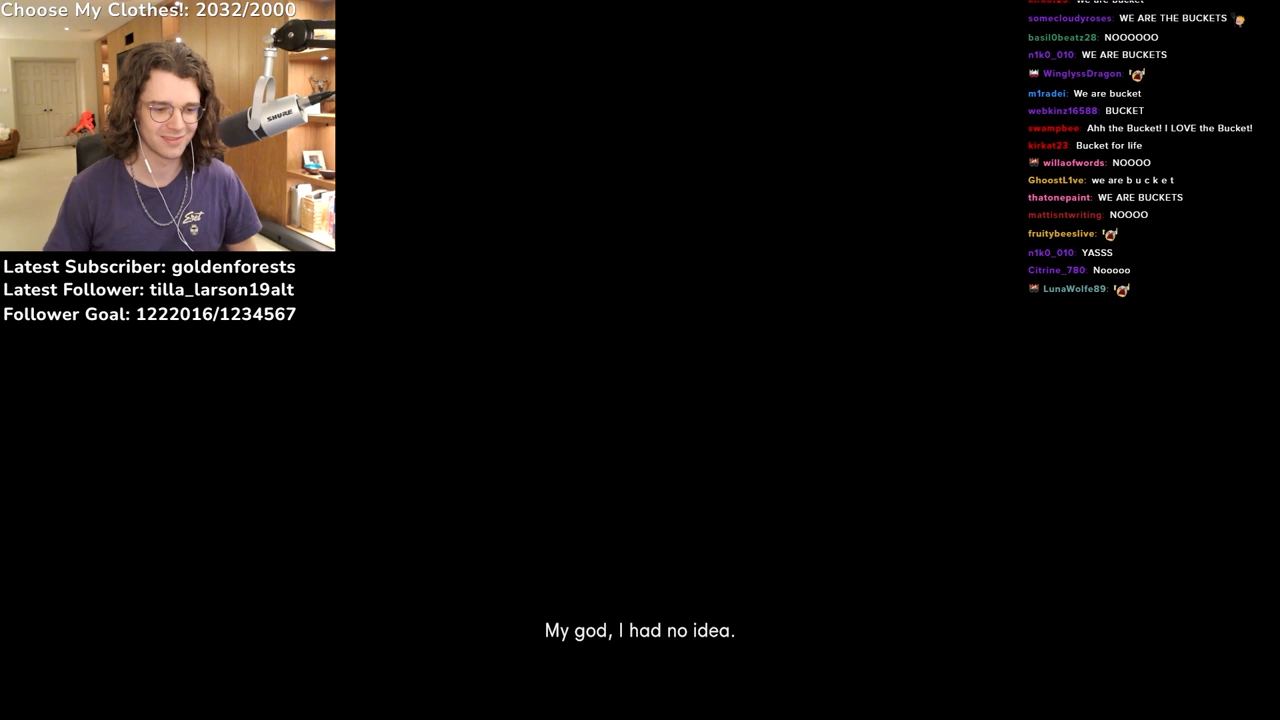 Choose My Clothes!: 2032/2000
SHURE
Eret
Latest Subscriber: goldenforests
Latest Follower: tilla_larson19alt
Follower Goal: 1222016/1234567
somecloudyroses: WE ARE THE BUCKETS
basil0beatz28: NOOOOOO
n1k0_010: WE ARE BUCKETS
WinglyssDragon:
m1radei: We are bucket
webkinz16588: BUCKET
swampbee: Ahh the Bucket! I LOVE the Bucket!
kirkat23: Bucket for life
willaofwords: NOOOO
GhoostL1ve: we are b u c k e t
thatonepaint: WE ARE BUCKETS
mattisntwriting: NOOOO
fruitybeeslive:
n1k0_010: YASSS
Citrine_780: Nooooo
LunaWolfe89:
My god, I had no idea.